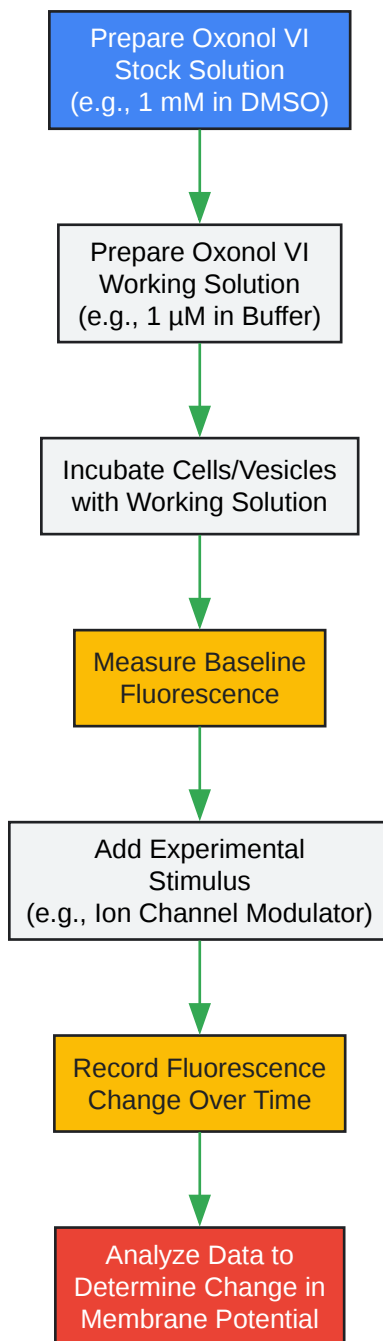 Prepare Oxonol VI
Stock Solution
(e.g., 1 mM in DMSO)
Prepare Oxonol VI
Working Solution
(e.g., 1 µM in Buffer)
Incubate Cells/Vesicles
with Working Solution
Measure Baseline
Fluorescence
Add Experimental
Stimulus
(e.g., Ion Channel Modulator)
Record Fluorescence
Change Over Time
Analyze Data to
Determine Change in
Membrane Potential